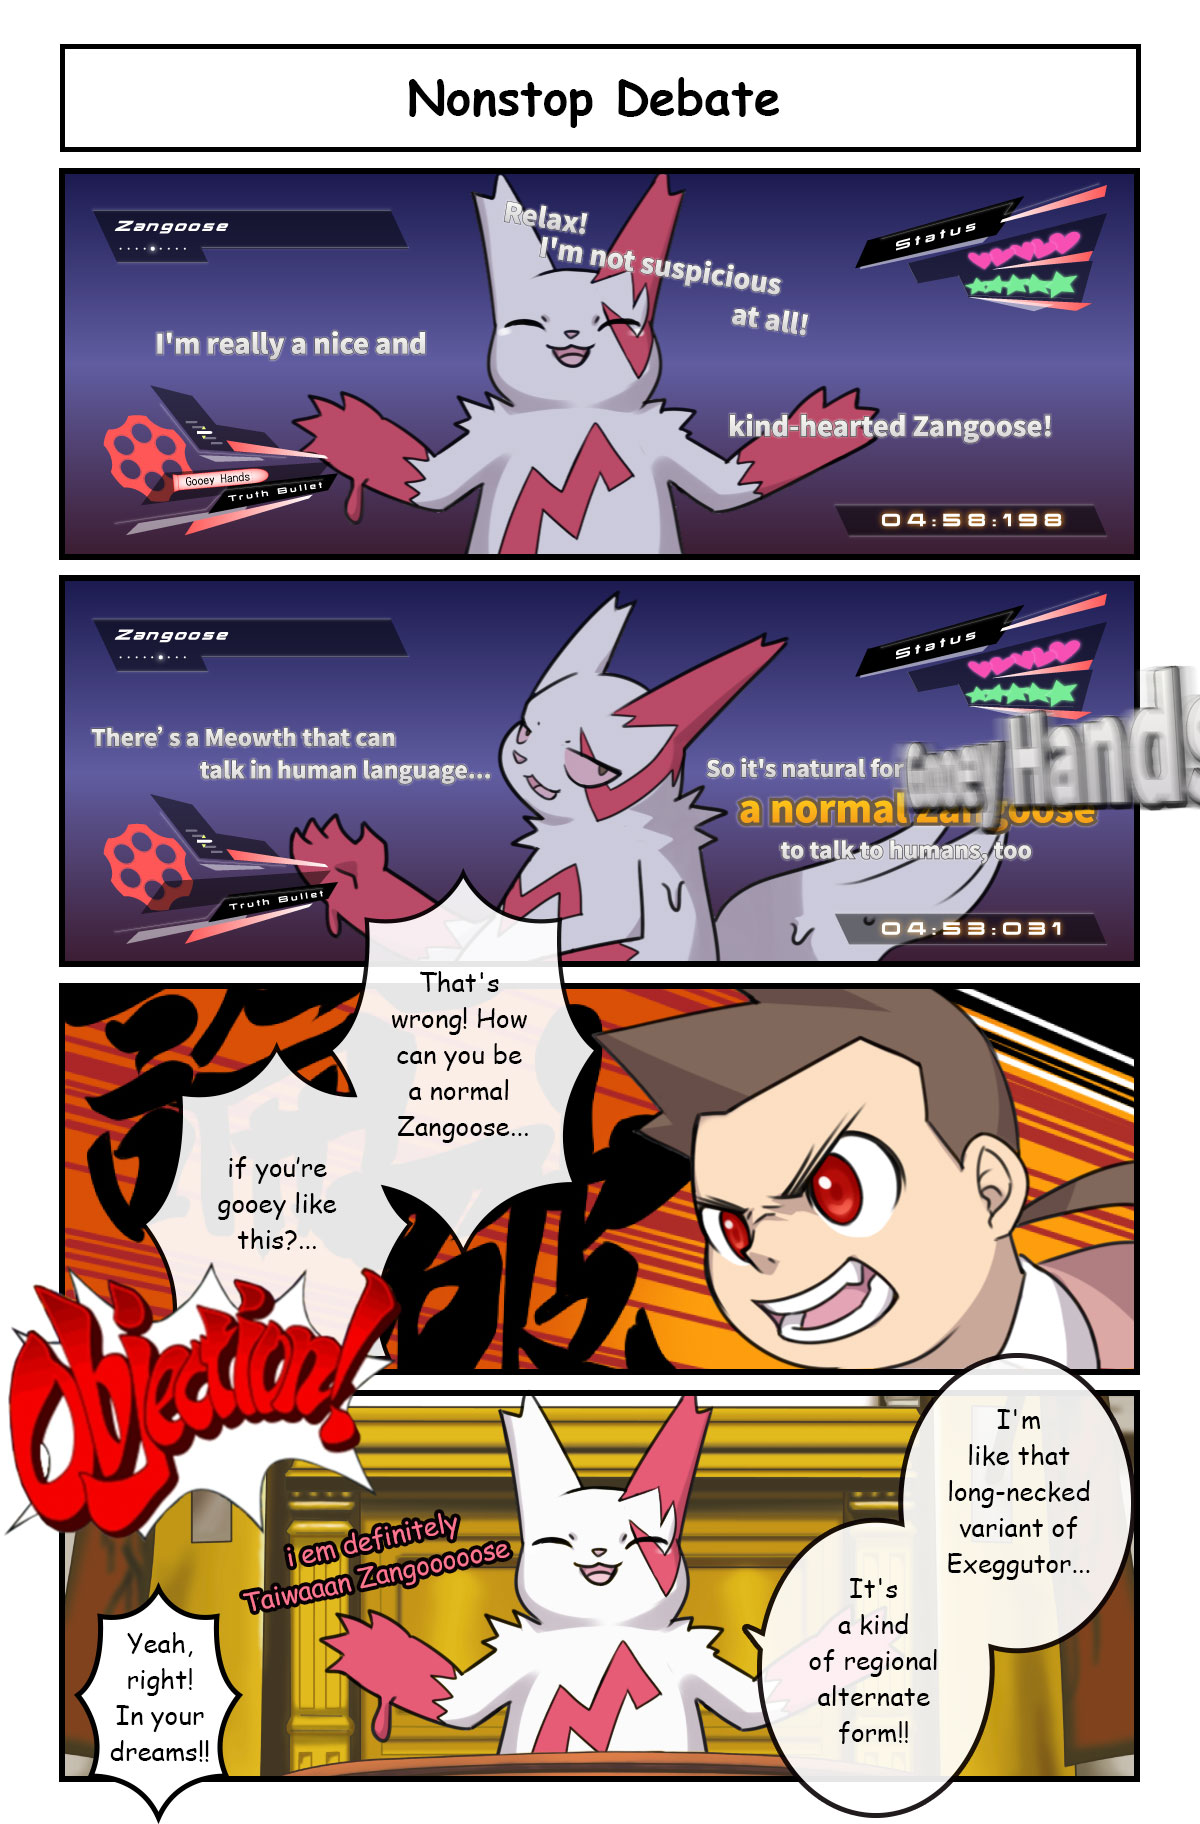 Nonstop Debate
Zangoose
Status
Relax!
I'm not suspicious
at all!
I'm really a nice and
kind-hearted Zangoose!
Gooey Hands
Truth Bullet
04:58:198
Zangoose
Status
There's a Meowth that can
talk in human language...
So it's natural for
Gooey Hands
a normal Zangoose
to talk to humans, too
Truth Bullet
04:53:031
That's
wrong! How
can you be
a normal
Zangoose...
if you're
gooey like
this?...
Objection!
I'm
like that
long-necked
variant of
Exeggutor...
It's
a kind
of regional
alternate
form!!
i em definitely
Taiwaaan Zangooooose
Yeah,
right!
In your
dreams!!